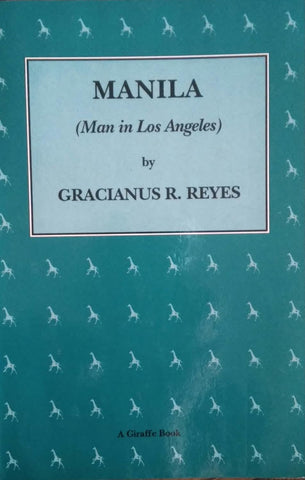 MANILA
(Man in Los Angeles)
by
GRACIANUS R. REYES
A Giraffe Book